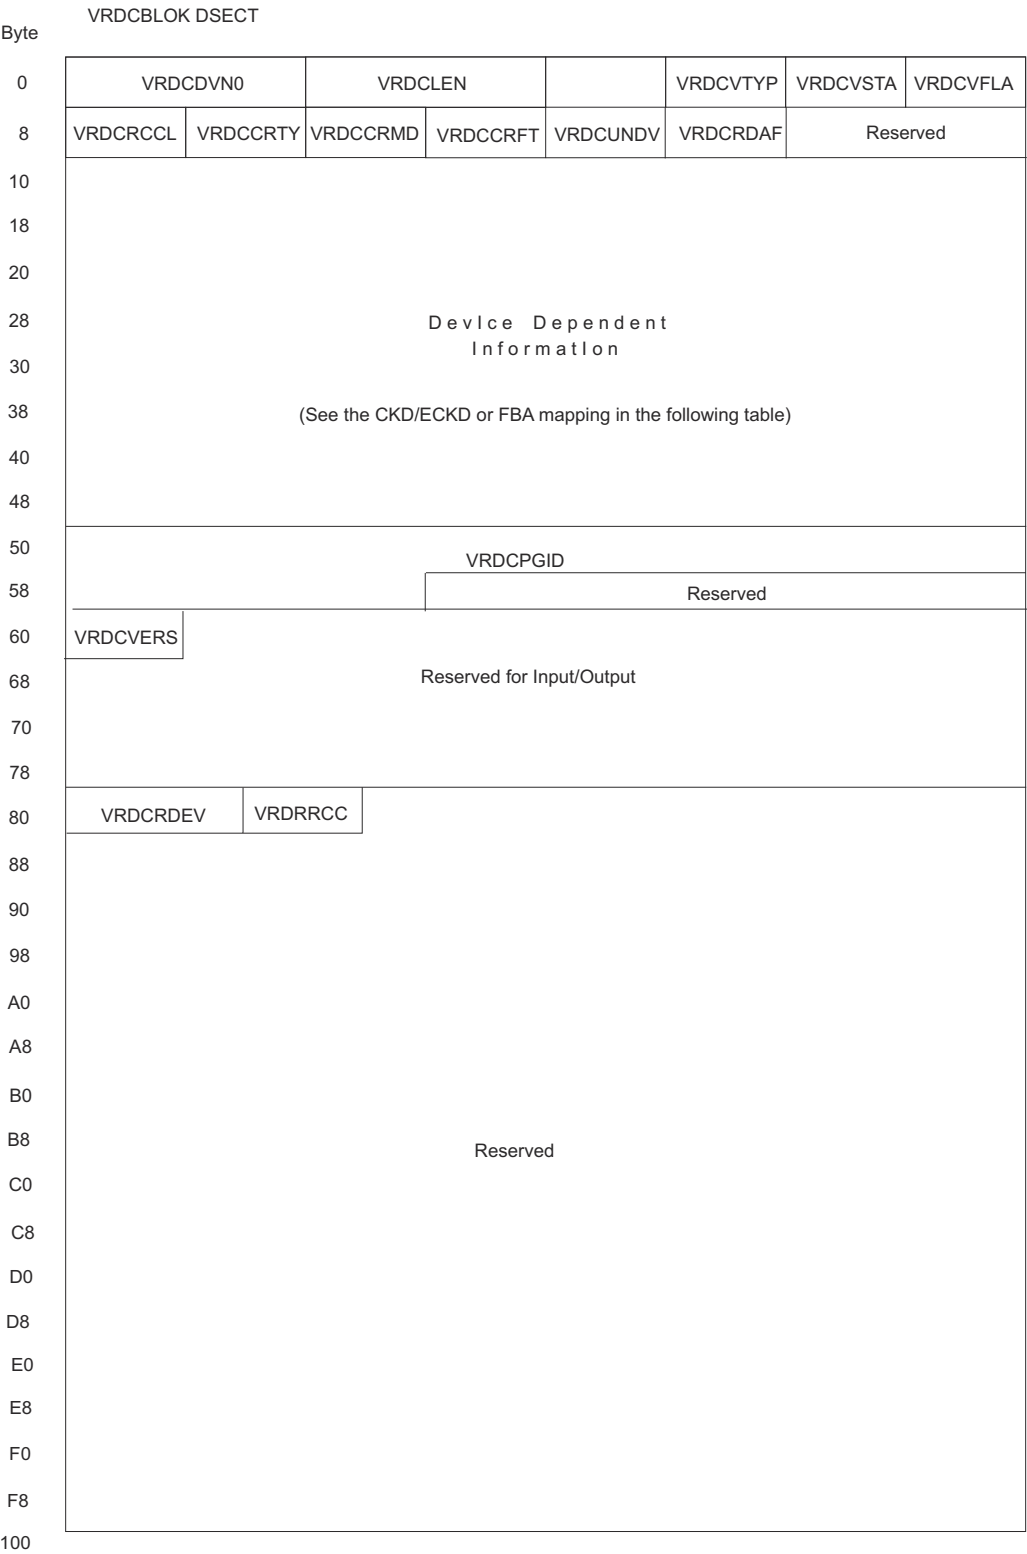 VRDCBLOK DSECT
Byte
0 VRDCDVN0 VRDCLEN VRDCVTYP VRDCVSTA VRDCVFLA
8 VRDCRCCL VRDCCRTY VRDCCRMD VRDCCRFT VRDCUNDV VRDCRDAF Reserved
10
18
20
28 DevIce Dependent
InformatIon
30
38 (See the CKD/ECKD or FBA mapping in the following table)
40
48
50 VRDCPGID
58 Reserved
60 VRDCVERS
68 Reserved for Input/Output
70
78
80 VRDCRDEV VRDRRCC
88
90
98
A0
A8
B0
B8 Reserved
C0
C8
D0
D8
E0
E8
F0
F8
100